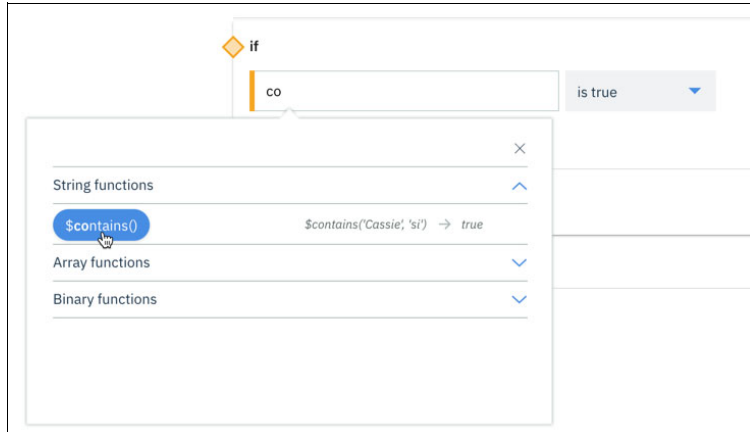 if
co
is true
String functions
$contains()
$contains('Cassie', 'si') → true
Array functions
Binary functions